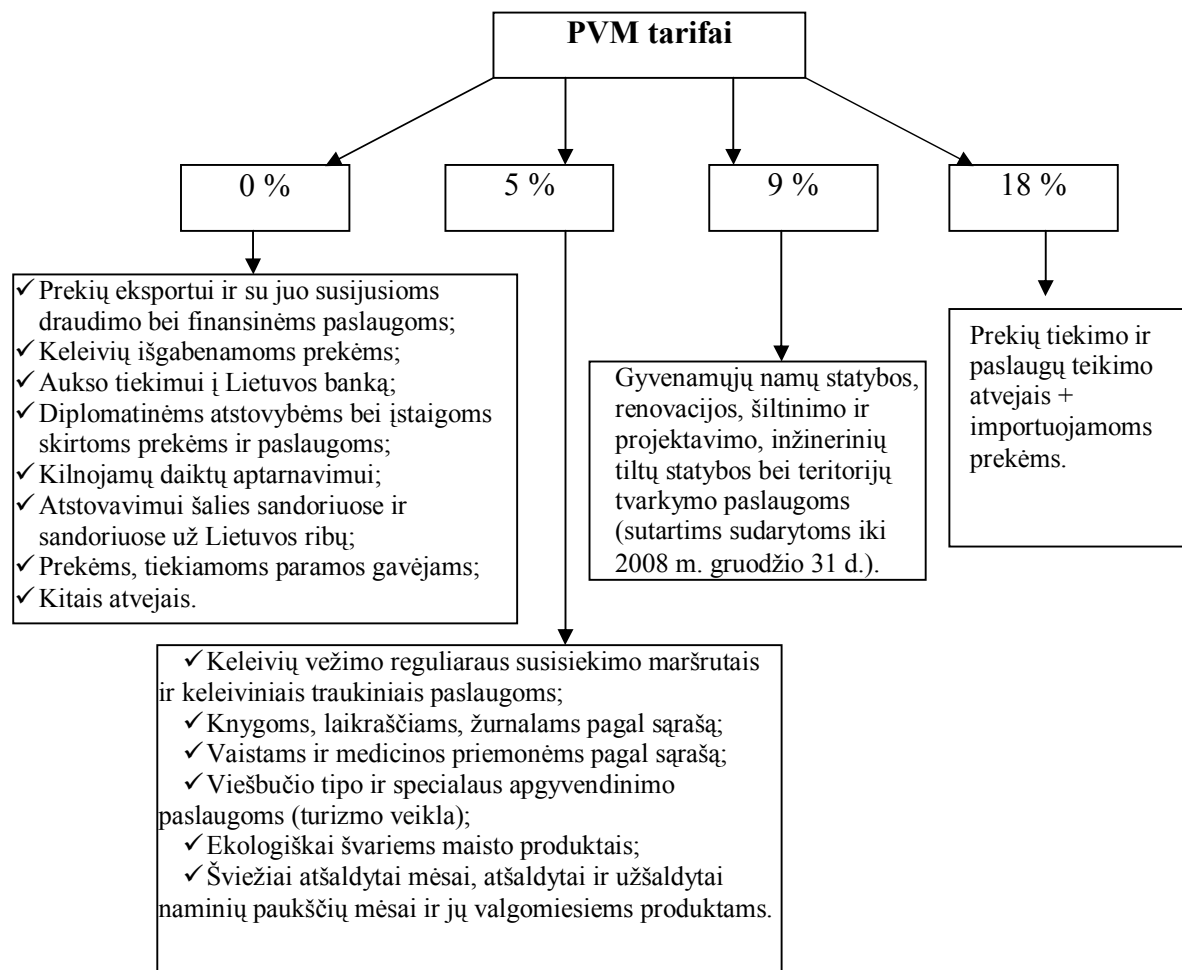 PVM tarifai
0 %
5 %
9 %
18 %
✓ Prekių eksportui ir su juo susijusioms
draudimo bei finansinėms paslaugoms;
✓ Keleivių išgabenamoms prekėms;
✓ Aukso tiekimui į Lietuvos banką;
✓ Diplomatinėms atstovybėms bei įstaigoms
skirtoms prekėms ir paslaugoms;
✓ Kilnojamų daiktų aptarnavimui;
✓ Atstovavimui šalies sandoriuose ir
sandoriuose už Lietuvos ribų;
✓ Prekėms, tiekiamoms paramos gavėjams;
✓ Kitais atvejais.
✓ Keleivių vežimo reguliaraus susisiekimo maršrutais
ir keleiviniais traukiniais paslaugoms;
✓ Knygoms, laikraščiams, žurnalams pagal sąrašą;
✓ Vaistams ir medicinos priemonėms pagal sąrašą;
✓ Viešbučio tipo ir specialaus apgyvendinimo
paslaugoms (turizmo veikla);
✓ Ekologiškai švariems maisto produktais;
✓ Šviežiai atšaldytai mėsai, atšaldytai ir užšaldytai
naminių paukščių mėsai ir jų valgomiesiems produktams.
Gyvenamųjų namų statybos,
renovacijos, šiltinimo ir
projektavimo, inžinerinių
tiltų statybos bei teritorijų
tvarkymo paslaugoms
(sutartims sudarytoms iki
2008 m. gruodžio 31 d.).
Prekių tiekimo ir
paslaugų teikimo
atvejais +
importuojamoms
prekėms.